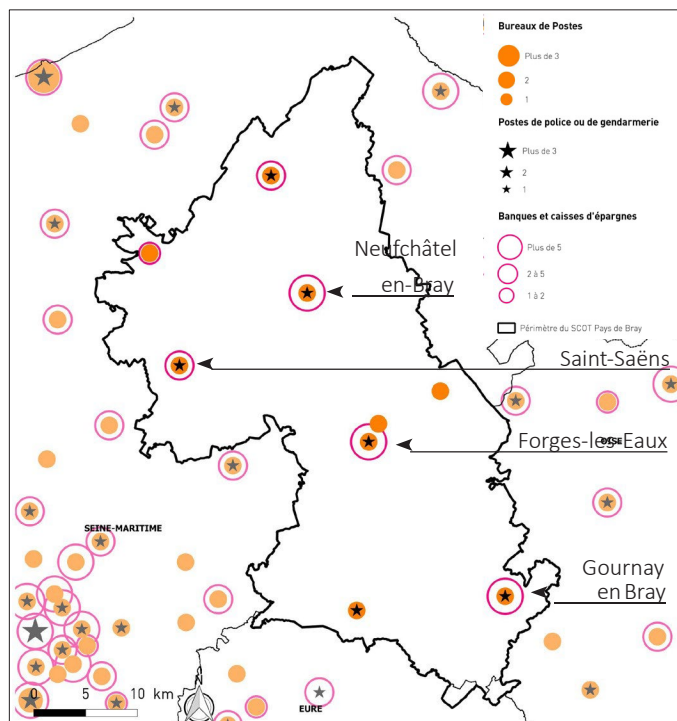 Bureaux de Postes
Plus de 3
2
1
Postes de police ou de gendarmerie
Plus de 3
2
1
Banques et caisses d'épargnes
Plus de 5
2 à 5
1 à 2
Périmètre du SCOT Pays de Bray
Neufchâtel
en-Bray
Saint-Saëns
Forges-les-Eaux
OISE
SEINE-MARITIME
Gournay
en Bray
N
0 5 10 km
EURE